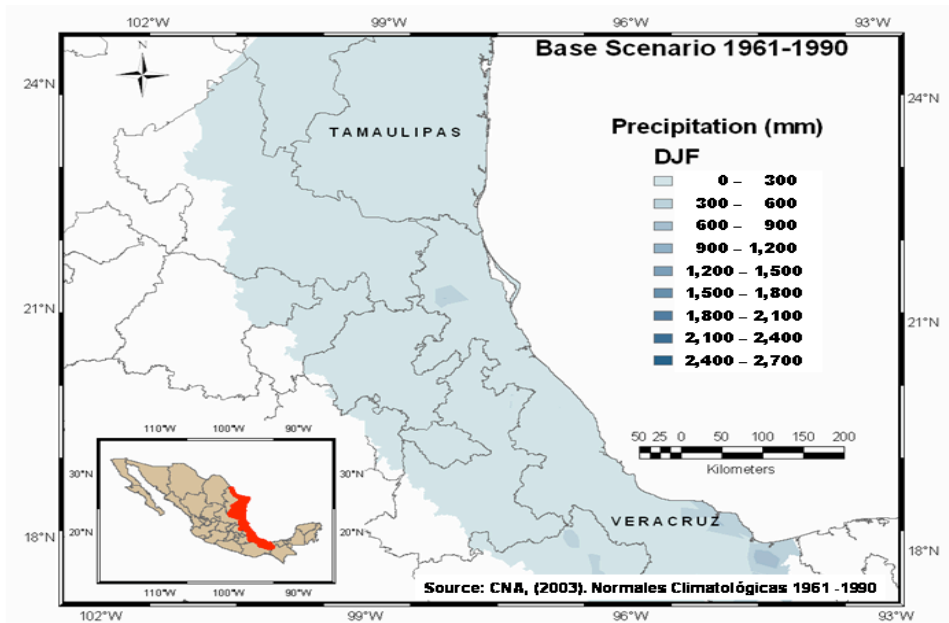 102°W 99°W 96°W 93°W
N
Base Scenario 1961-1990
24°N 24°N
TAMAULIPAS
Precipitation (mm)
DJF
0 – 300
300 – 600
600 – 900
900 – 1,200
1,200 – 1,500
1,500 – 1,800
1,800 – 2,100
2,100 – 2,400
2,400 – 2,700
21°N 21°N
50 25 0 50 100 150 200
Kilometers
110°W 100°W 90°W
30°N 30°N
20°N 20°N
110°W 100°W 90°W
VERACRUZ
18°N 18°N
Source: CNA, (2003). Normales Climatológicas 1961 -1990
102°W 99°W 96°W 93°W